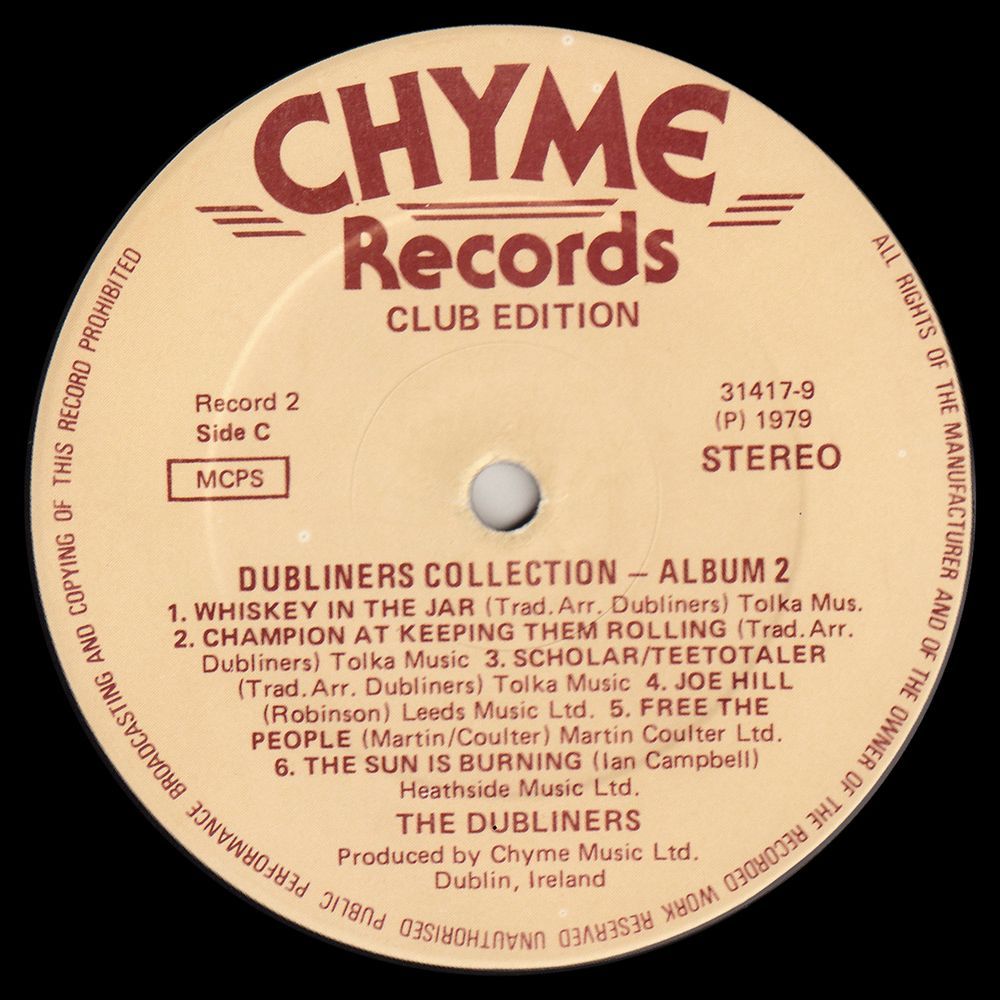 CHYME
Records
CLUB EDITION
Record 2
Side C
MCPS
31417-9
(P) 1979
STEREO
DUBLINERS COLLECTION – ALBUM 2
1. WHISKEY IN THE JAR (Trad. Arr. Dubliners) Tolka Mus.
2. CHAMPION AT KEEPING THEM ROLLING (Trad. Arr.
Dubliners) Tolka Music 3. SCHOLAR/TEETOTALER
(Trad. Arr. Dubliners) Tolka Music 4. JOE HILL
(Robinson) Leeds Music Ltd. 5. FREE THE
PEOPLE (Martin/Coulter) Martin Coulter Ltd.
6. THE SUN IS BURNING (Ian Campbell)
Heathside Music Ltd.
THE DUBLINERS
Produced by Chyme Music Ltd.
Dublin, Ireland
ALL RIGHTS OF THE MANUFACTURER AND OF THE OWNER OF THE RECORDED WORK RESERVED UNAUTHORISED PUBLIC PERFORMANCE BROADCASTING AND COPYING OF THIS RECORD PROHIBITED